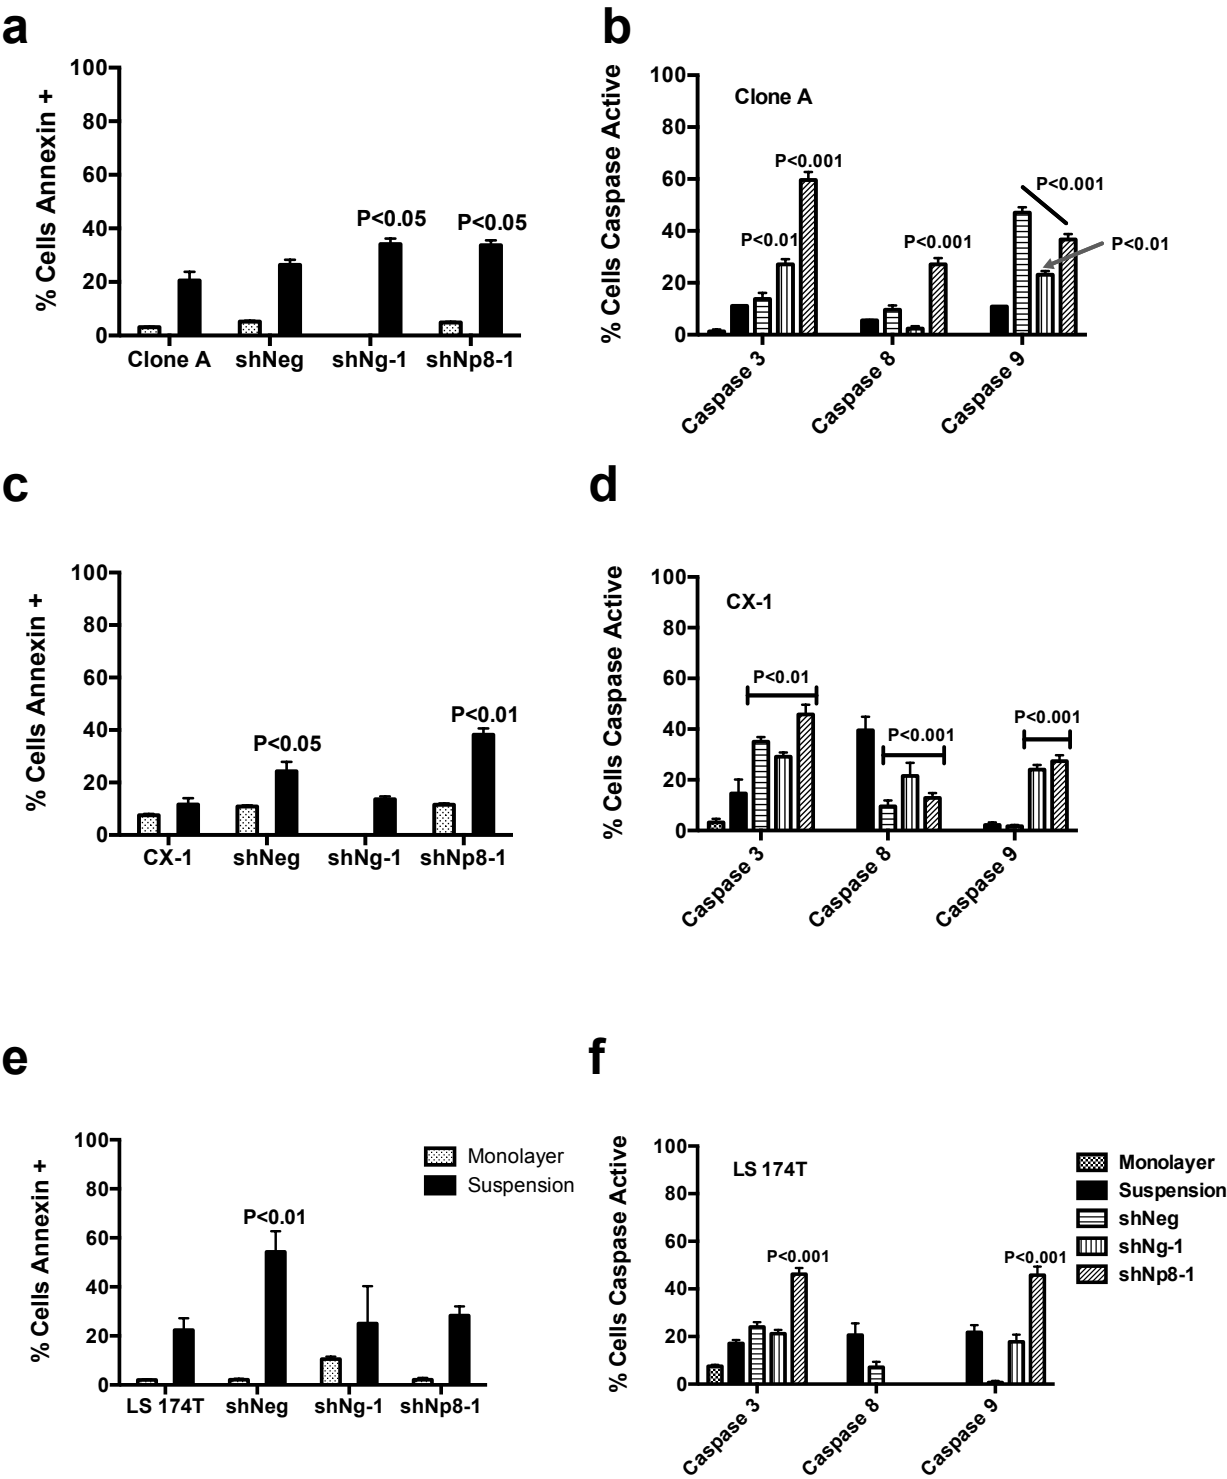 a
% Cells Annexin +
100
80
60
40
20
0
P<0.05
P<0.05
Clone A
shNeg
shNg-1
shNp8-1
b
% Cells Caspase Active
100
80
60
40
20
0
Clone A
P<0.01
P<0.001
P<0.001
P<0.001
P<0.01
Caspase 3
Caspase 8
Caspase 9
c
% Cells Annexin +
100
80
60
40
20
0
P<0.05
P<0.01
CX-1
shNeg
shNg-1
shNp8-1
d
% Cells Caspase Active
100
80
60
40
20
0
CX-1
P<0.01
P<0.001
P<0.001
Caspase 3
Caspase 8
Caspase 9
e
% Cells Annexin +
100
80
60
40
20
0
P<0.01
Monolayer
Suspension
LS 174T
shNeg
shNg-1
shNp8-1
f
% Cells Caspase Active
100
80
60
40
20
0
LS 174T
P<0.001
P<0.001
Caspase 3
Caspase 8
Caspase 9
Monolayer
Suspension
shNeg
shNg-1
shNp8-1